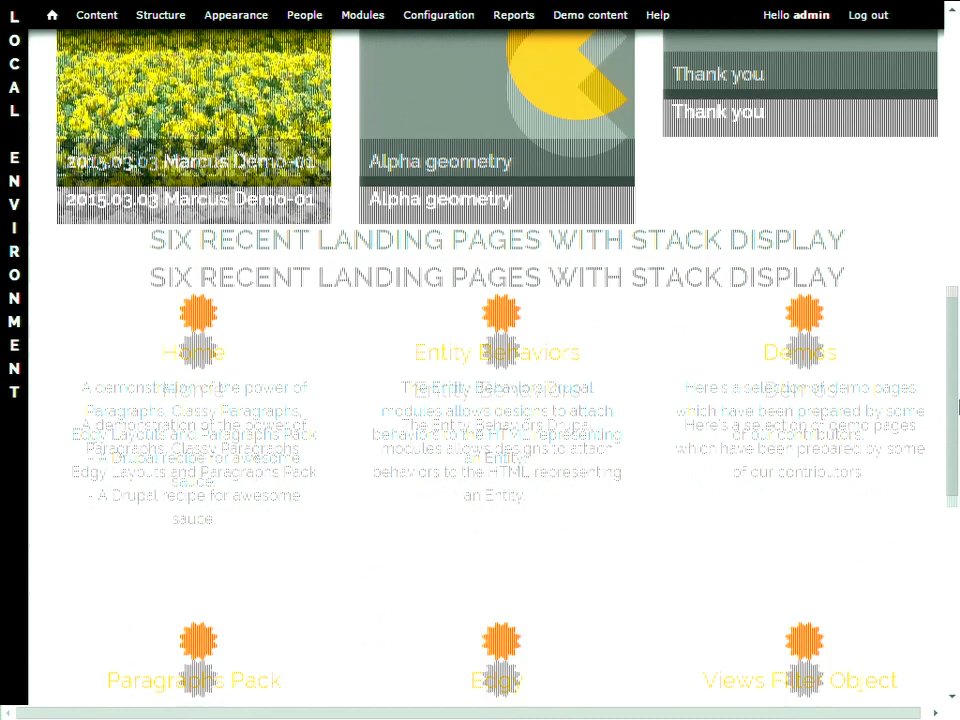 Content Structure Appearance People Modules Configuration Reports Demo content Help Hello admin Log out
LOCAL ENVIRONMENT
Thank you
Thank you
2015.03.03 Marcus Demo-01
Alpha geometry
2015.03.03 Marcus Demo-01
Alpha geometry
SIX RECENT LANDING PAGES WITH STACK DISPLAY
SIX RECENT LANDING PAGES WITH STACK DISPLAY
Home
A demonstration of the power of
Paragraphs, Classy Paragraphs,
Edgy Layouts and Paragraphs Pack
- A Drupal recipe for awesome
sauce.
Entity Behaviors
The Entity Behaviors Drupal
modules allows designs to attach
behaviors to the HTML representing
an Entity.
Demos
Here's a selection of demo pages
which have been prepared by some
of our contributors.
Paragraphs Pack
Edgy
Views Filter Object